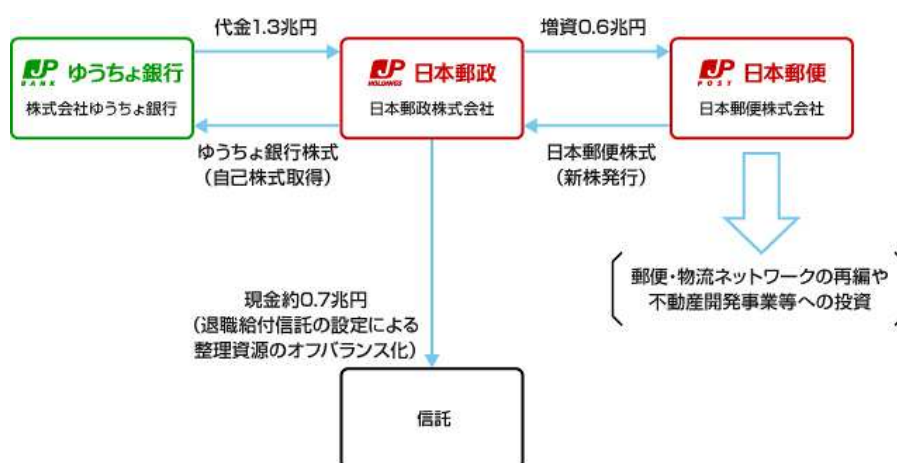 代金1.3兆円
増資0.6兆円
JP BANK ゆうちょ銀行
株式会社ゆうちょ銀行
JP HOLDINGS 日本郵政
日本郵政株式会社
JP POST 日本郵便
日本郵便株式会社
ゆうちょ銀行株式
(自己株式取得)
日本郵便株式
(新株発行)
郵便・物流ネットワークの再編や
不動産開発事業等への投資
現金約0.7兆円
(退職給付信託の設定による
整理資源のオフバランス化)
信託